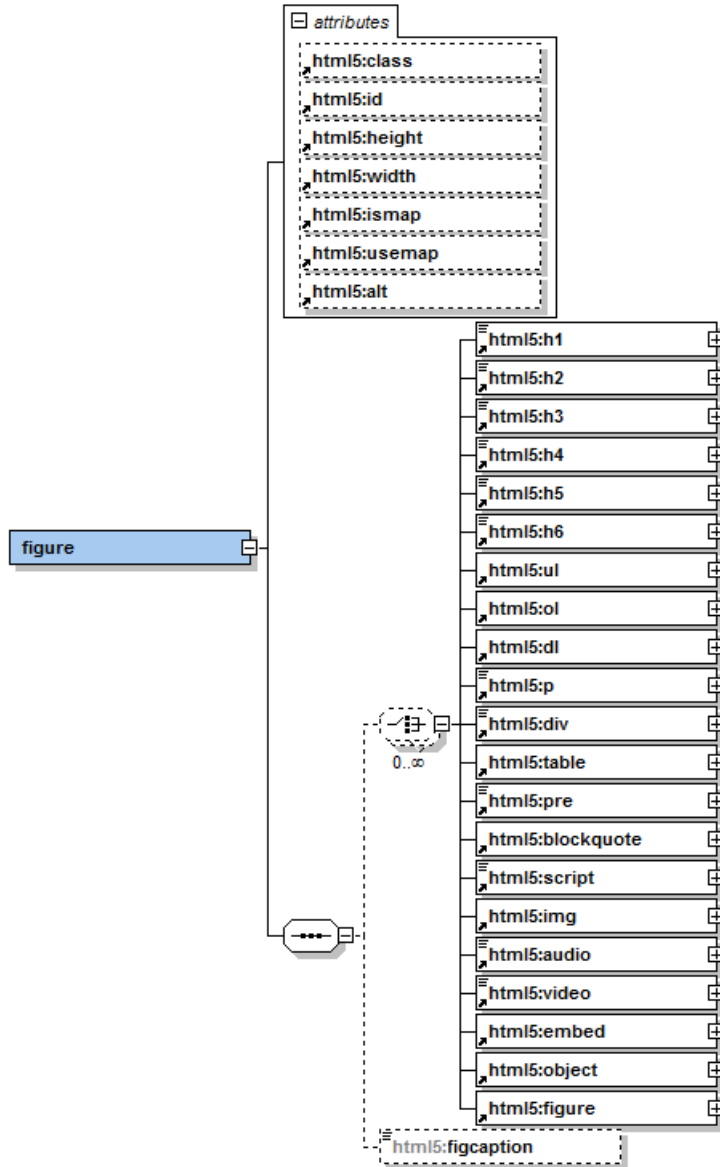 attributes
html5:class
html5:id
html5:height
html5:width
html5:ismap
html5:usemap
html5:alt
html5:h1
html5:h2
html5:h3
html5:h4
html5:h5
html5:h6
figure
html5:ul
html5:ol
html5:dl
html5:p
html5:div
0..∞
html5:table
html5:pre
html5:blockquote
html5:script
html5:img
html5:audio
html5:video
html5:embed
html5:object
html5:figure
html5:figcaption